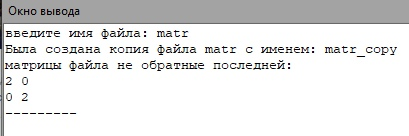 Окно вывода
введите имя файла: matr
Была создана копия файла matr с именем: matr_copy
матрицы файла не обратные последней:
2 0
0 2
---------